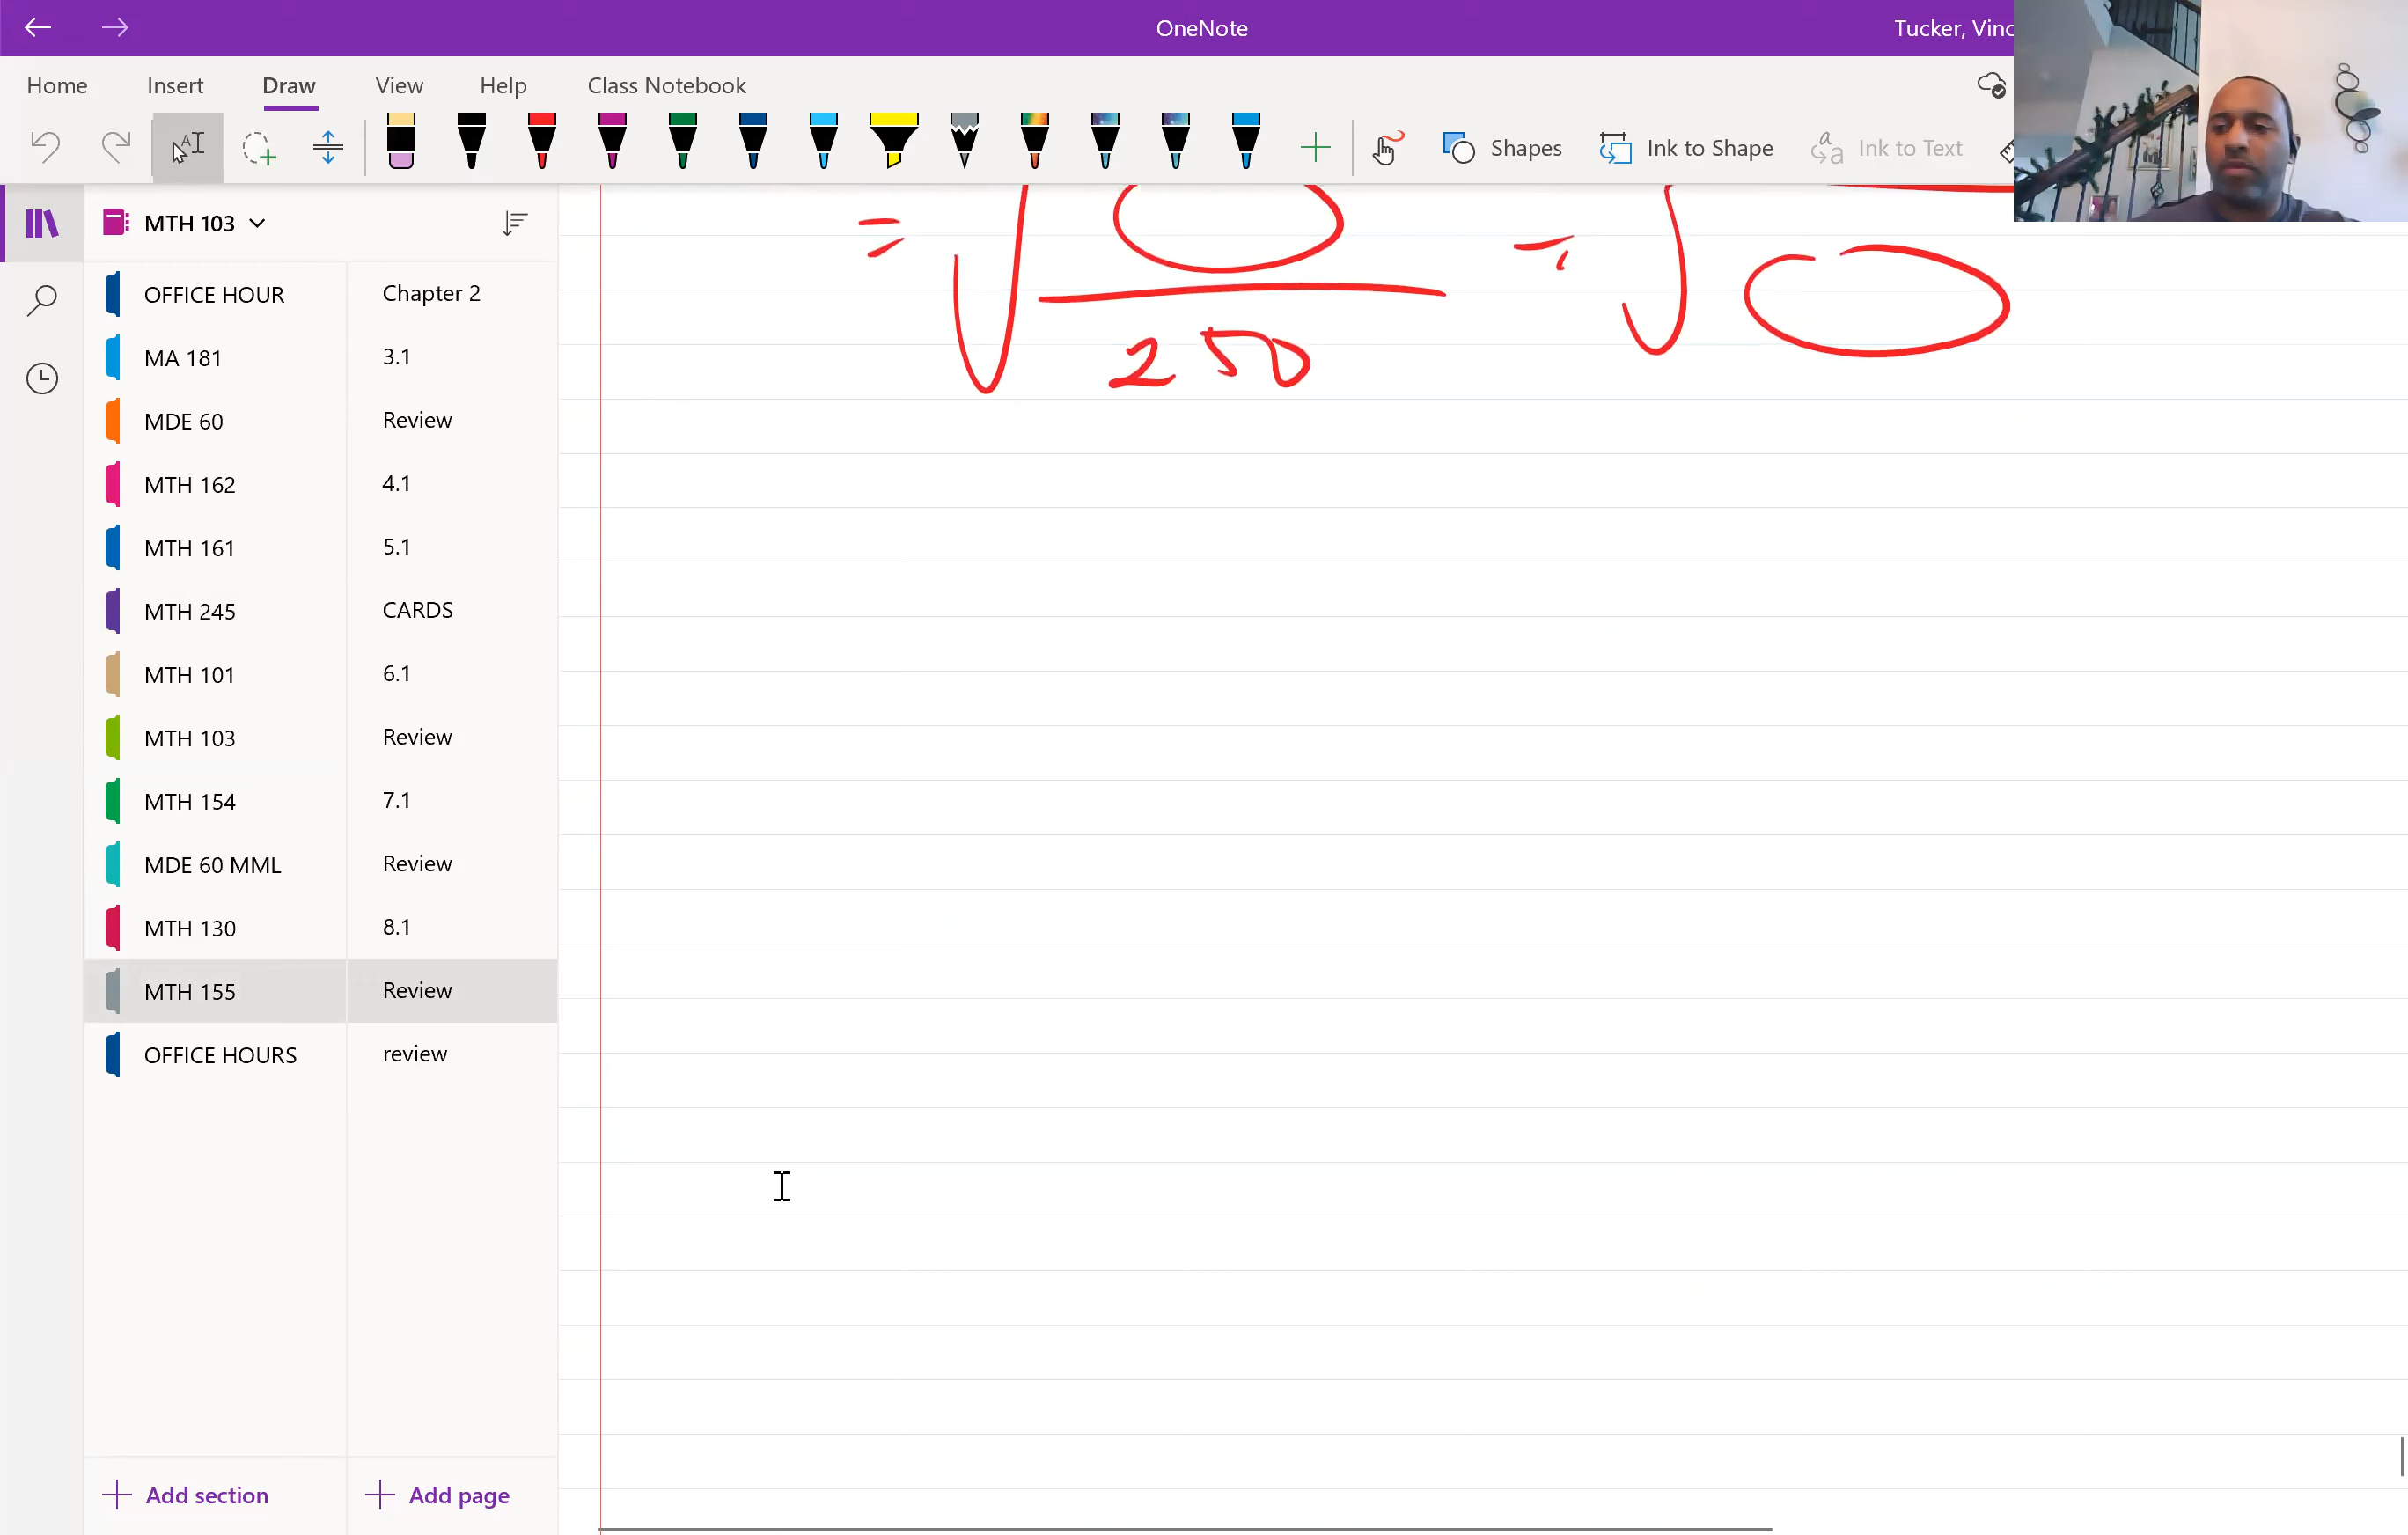 OneNote
Tucker, Vinc
Home Insert Draw View Help Class Notebook
Shapes Ink to Shape Ink to Text
MTH 103
OFFICE HOUR
MA 181
MDE 60
MTH 162
MTH 161
MTH 245
MTH 101
MTH 103
MTH 154
MDE 60 MML
MTH 130
MTH 155
OFFICE HOURS
Chapter 2
3.1
Review
4.1
5.1
CARDS
6.1
Review
7.1
Review
8.1
Review
review
= √ = √
250
Add section
Add page